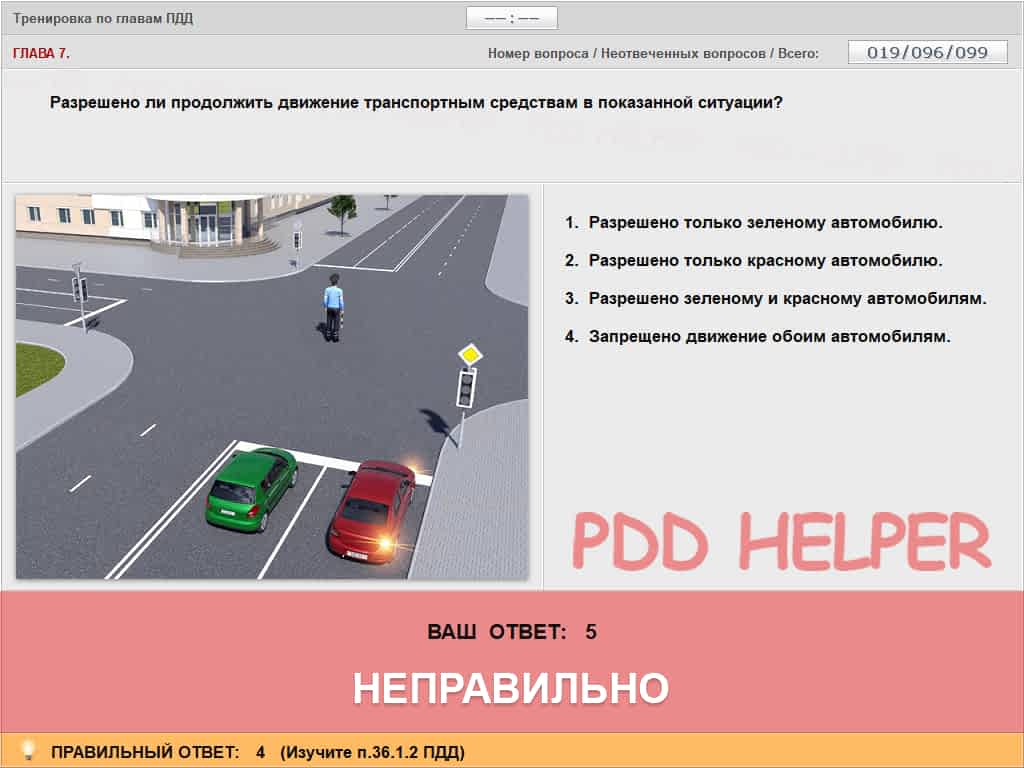 Тренировка по главам ПДД
—— : ——
ГЛАВА 7.
Номер вопроса / Неотвеченных вопросов / Всего:
019/096/099
Разрешено ли продолжить движение транспортным средствам в показанной ситуации?
1. Разрешено только зеленому автомобилю.
2. Разрешено только красному автомобилю.
3. Разрешено зеленому и красному автомобилям.
4. Запрещено движение обоим автомобилям.
PDD HELPER
ВАШ ОТВЕТ: 5
НЕПРАВИЛЬНО
ПРАВИЛЬНЫЙ ОТВЕТ: 4 (Изучите п.36.1.2 ПДД)